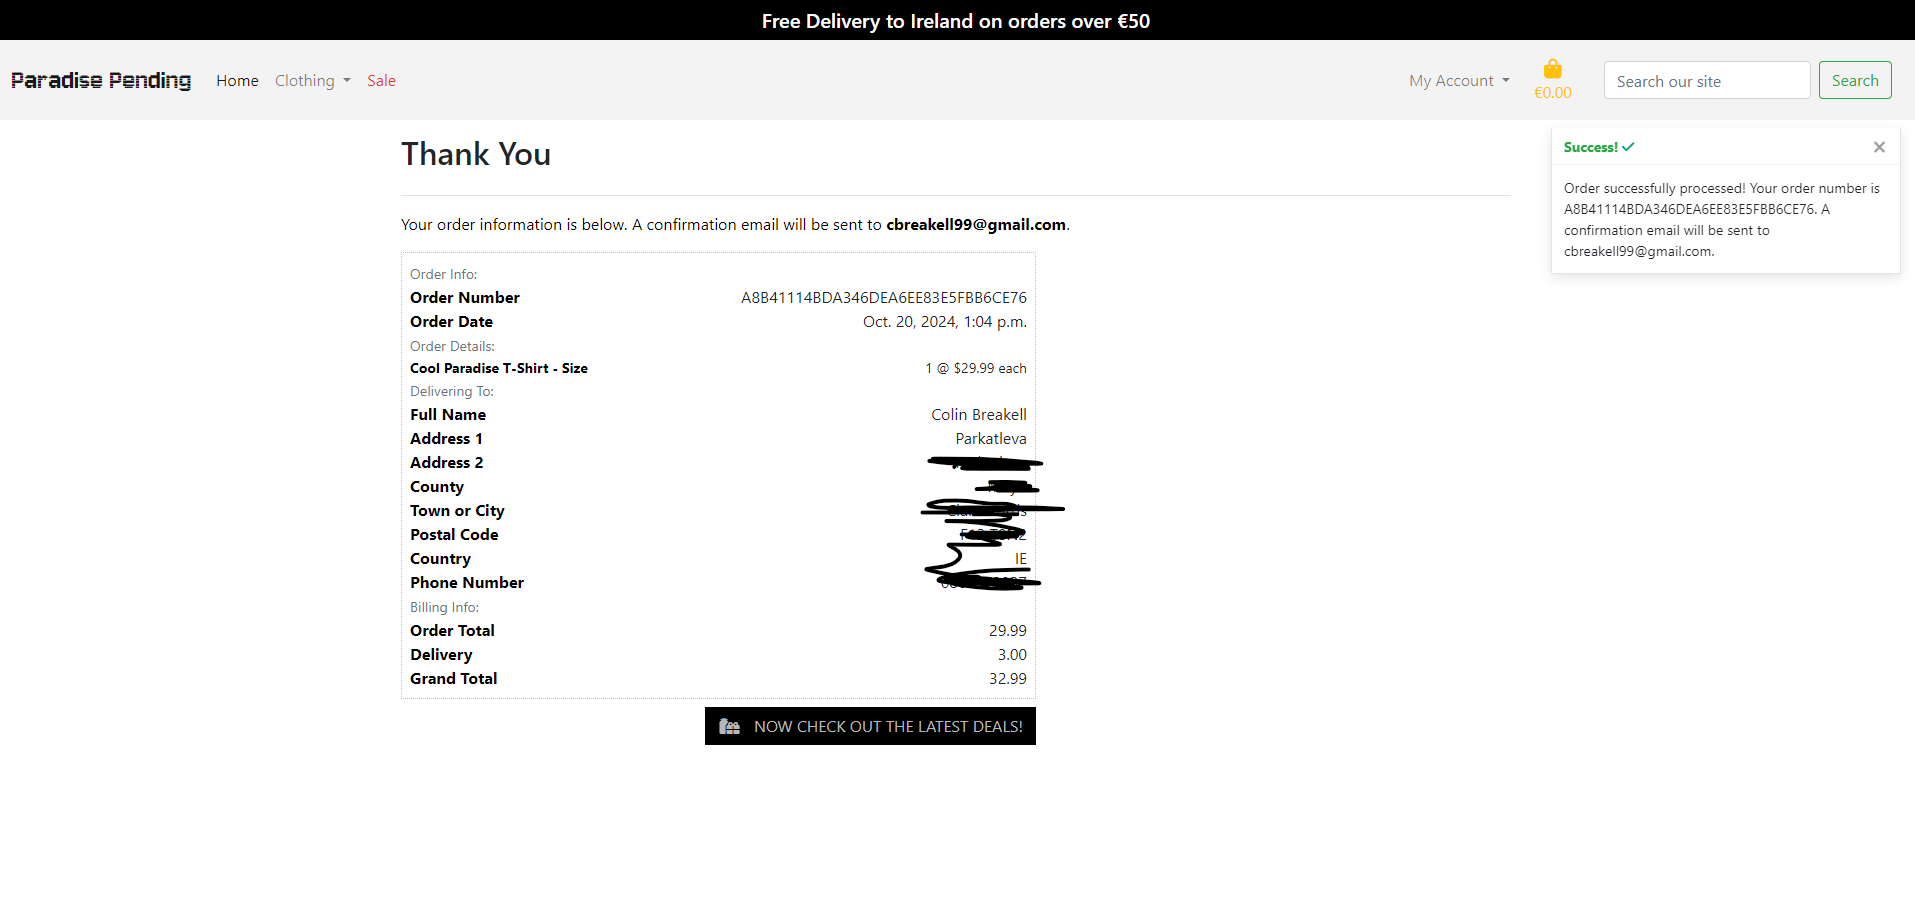 Free Delivery to Ireland on orders over €50
Paradise Pending Home Clothing Sale My Account €0.00 Search our site Search
Thank You
Success!
Order successfully processed! Your order number is
A8B41114BDA346DEA6EE83E5FBB6CE76. A
confirmation email will be sent to
cbreakell99@gmail.com.
Your order information is below. A confirmation email will be sent to cbreakell99@gmail.com.
Order Info:
Order Number A8B41114BDA346DEA6EE83E5FBB6CE76
Order Date Oct. 20, 2024, 1:04 p.m.
Order Details:
Cool Paradise T-Shirt - Size 1 @ $29.99 each
Delivering To:
Full Name Colin Breakell
Address 1 Parkatleva
Address 2
County
Town or City
Postal Code
Country IE
Phone Number
Billing Info:
Order Total 29.99
Delivery 3.00
Grand Total 32.99
NOW CHECK OUT THE LATEST DEALS!